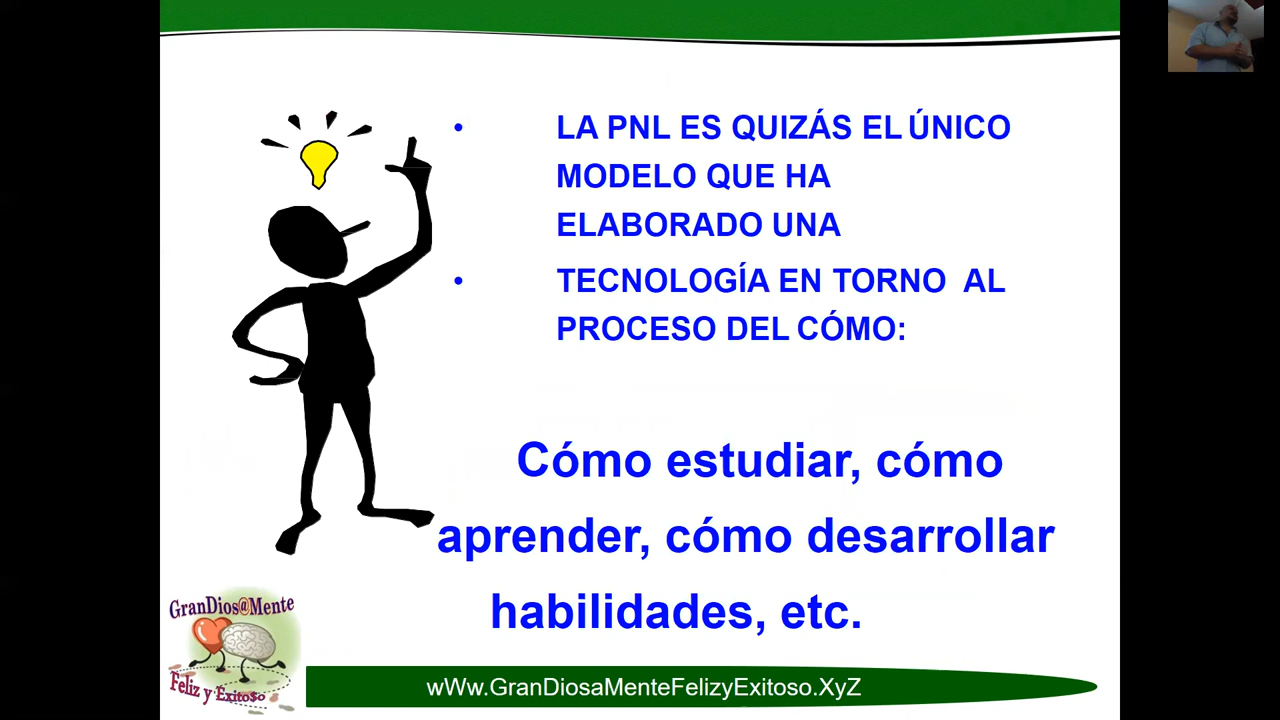 • LA PNL ES QUIZÁS EL ÚNICO
MODELO QUE HA
ELABORADO UNA
• TECNOLOGÍA EN TORNO AL
PROCESO DEL CÓMO:
Cómo estudiar, cómo
aprender, cómo desarrollar
habilidades, etc.
GranDios@Mente
Feliz y Exito$o
wWw.GranDiosaMenteFelizyExitoso.XyZ